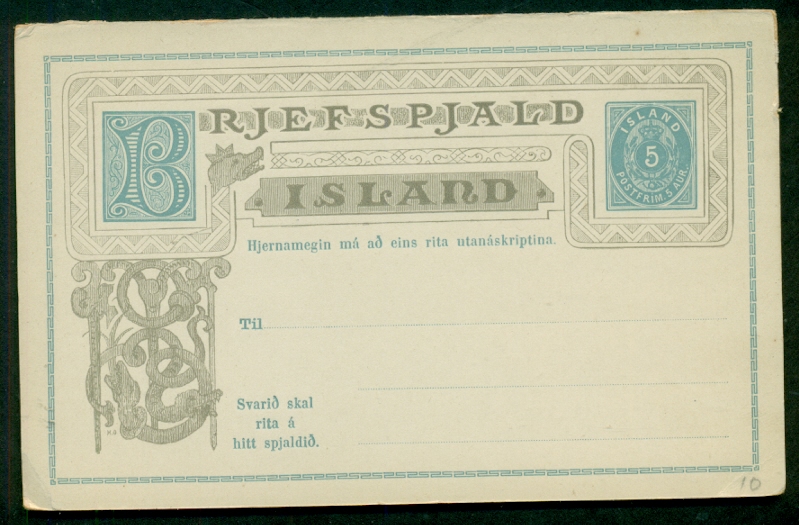 BRJEFSPJALD
ISLAND
ISLAND
5
POSTFRIM. 5 AUR.
Hjernamegin má að eins rita utanáskriptina.
Til
Svarið skal
rita á
hitt spjaldið.
10